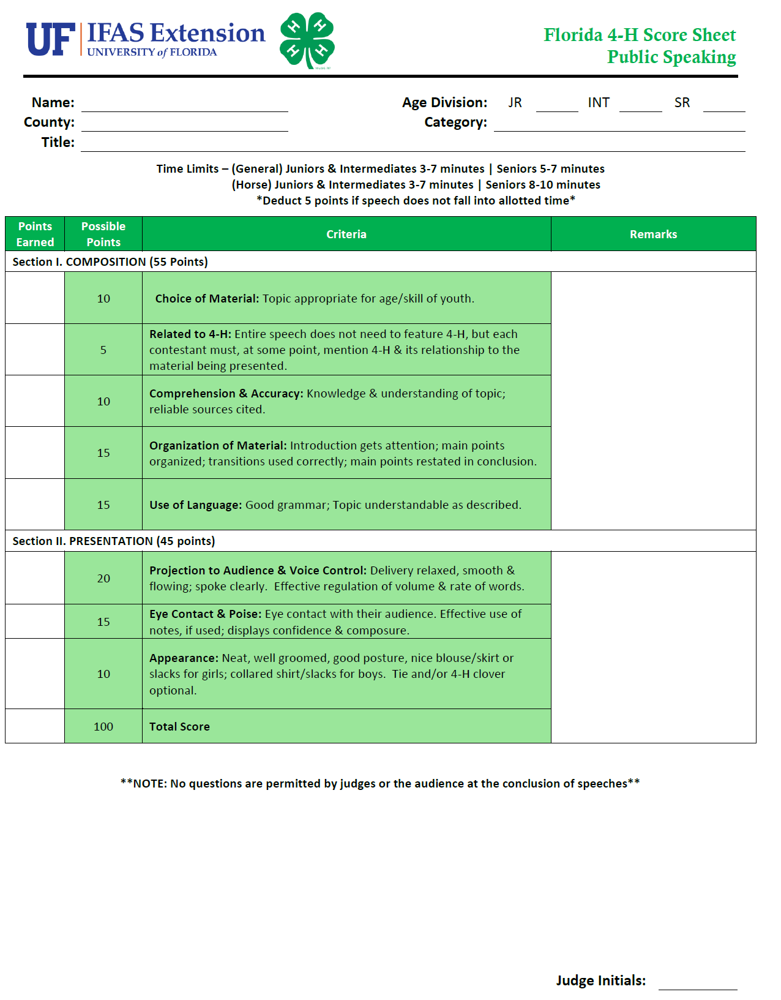 UF IFAS Extension
UNIVERSITY of FLORIDA
H H H H
Florida 4-H Score Sheet
Public Speaking
Name:
Age Division: JR INT SR
County:
Category:
Title:
Time Limits – (General) Juniors & Intermediates 3-7 minutes | Seniors 5-7 minutes
(Horse) Juniors & Intermediates 3-7 minutes | Seniors 8-10 minutes
*Deduct 5 points if speech does not fall into allotted time*
Points Earned
Possible Points
Criteria
Remarks
Section I. COMPOSITION (55 Points)
10
Choice of Material: Topic appropriate for age/skill of youth.
5
Related to 4-H: Entire speech does not need to feature 4-H, but each
contestant must, at some point, mention 4-H & its relationship to the
material being presented.
10
Comprehension & Accuracy: Knowledge & understanding of topic;
reliable sources cited.
15
Organization of Material: Introduction gets attention; main points
organized; transitions used correctly; main points restated in conclusion.
15
Use of Language: Good grammar; Topic understandable as described.
Section II. PRESENTATION (45 points)
20
Projection to Audience & Voice Control: Delivery relaxed, smooth &
flowing; spoke clearly. Effective regulation of volume & rate of words.
15
Eye Contact & Poise: Eye contact with their audience. Effective use of
notes, if used; displays confidence & composure.
10
Appearance: Neat, well groomed, good posture, nice blouse/skirt or
slacks for girls; collared shirt/slacks for boys. Tie and/or 4-H clover
optional.
100
Total Score
**NOTE: No questions are permitted by judges or the audience at the conclusion of speeches**
Judge Initials: